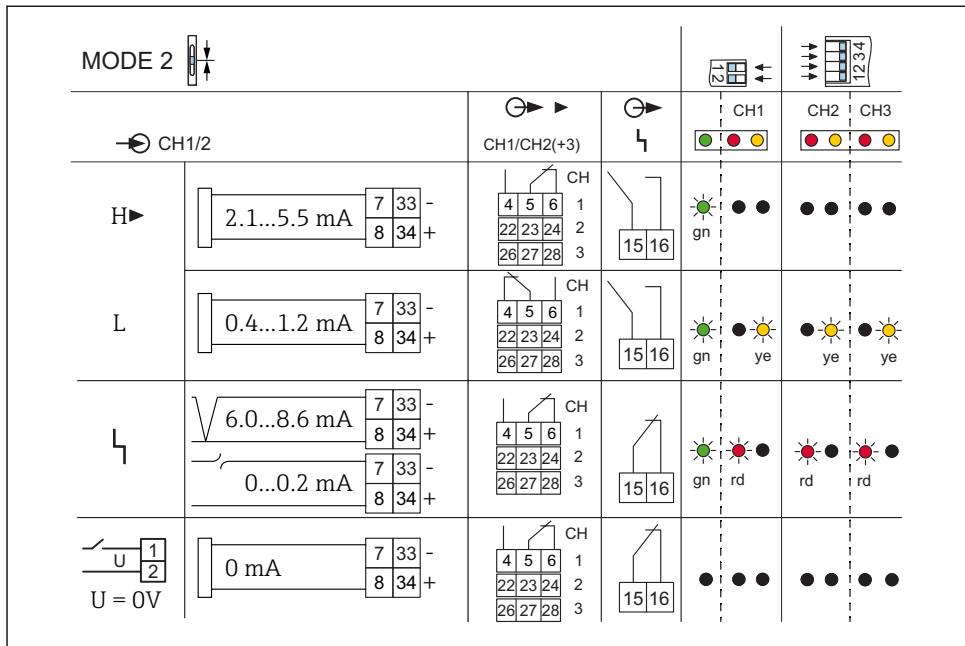 MODE 2
1 2
1 2 3 4
CH1 CH2 CH3
CH1/2 CH1/CH2(+3)
H
2.1...5.5 mA
7 33 -
8 34 +
CH
4 5 6 1
22 23 24 2
26 27 28 3
15 16
gn
L
0.4...1.2 mA
7 33 -
8 34 +
CH
4 5 6 1
22 23 24 2
26 27 28 3
15 16
gn ye ye ye
6.0...8.6 mA
7 33 -
8 34 +
0...0.2 mA
7 33 -
8 34 +
CH
4 5 6 1
22 23 24 2
26 27 28 3
15 16
gn rd rd rd
U
1
2
U = 0V
0 mA
7 33 -
8 34 +
CH
4 5 6 1
22 23 24 2
26 27 28 3
15 16